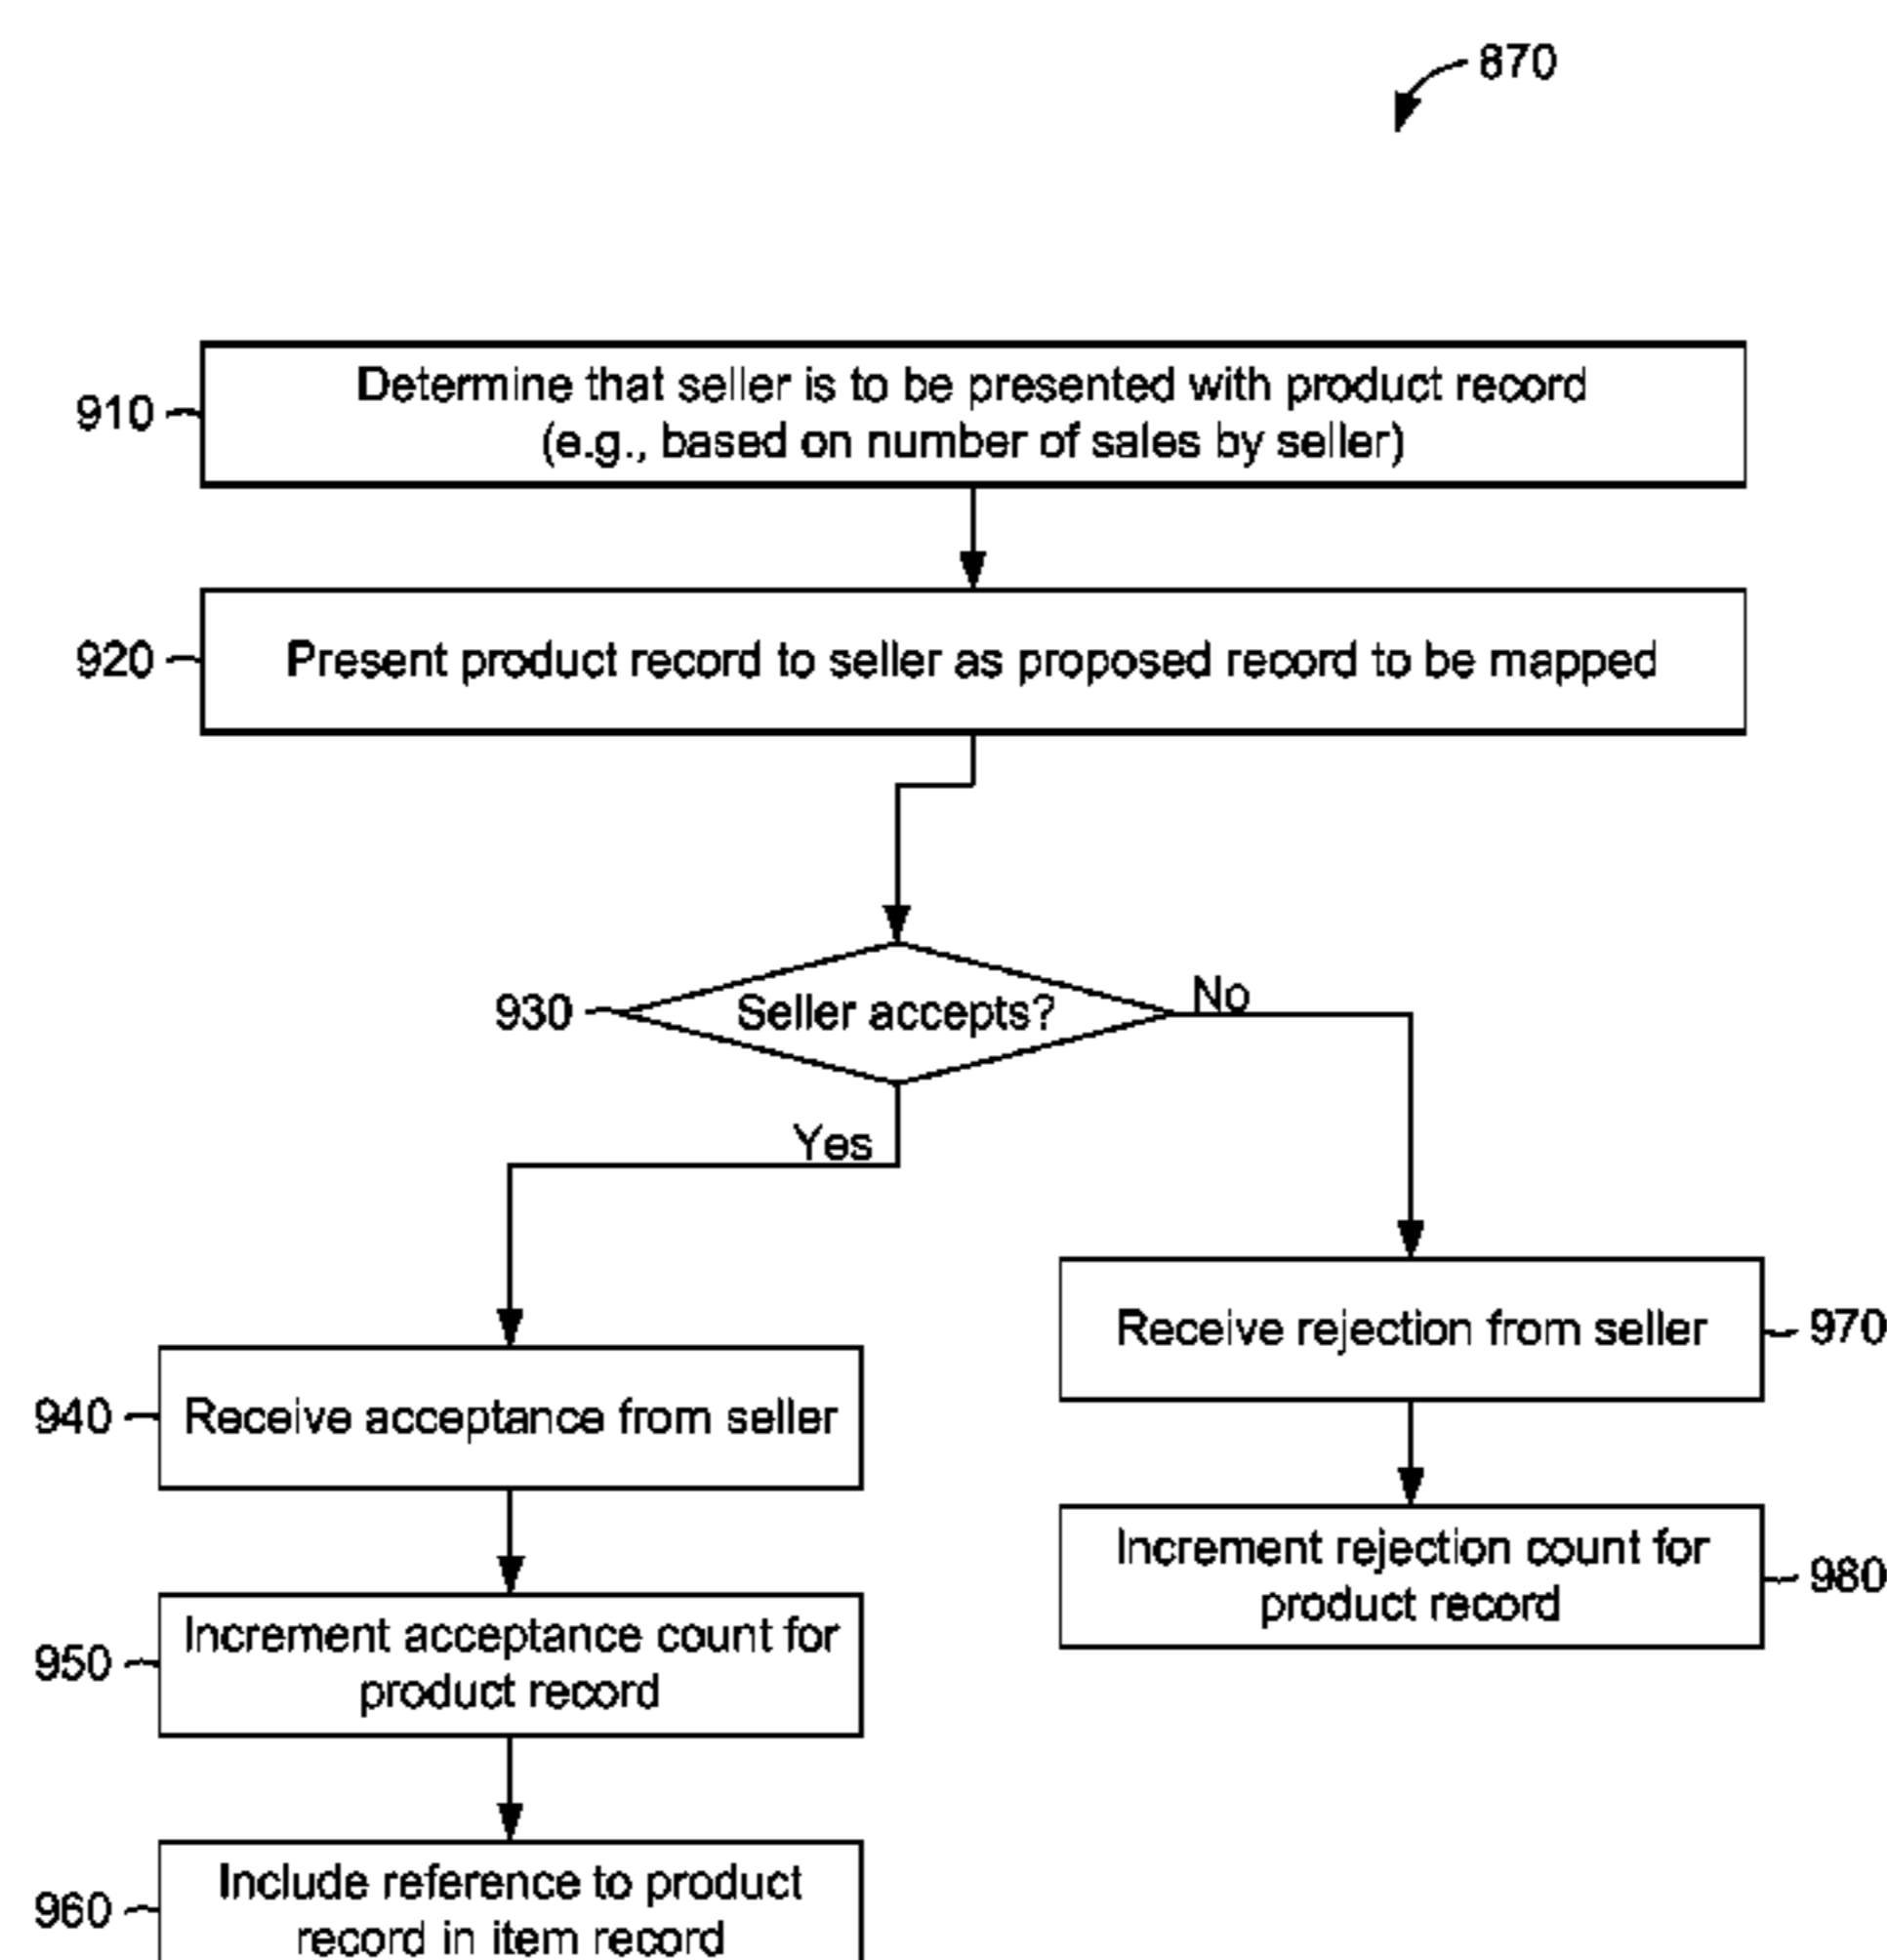 870
910
Determine that seller is to be presented with product record
(e.g., based on number of sales by seller)
920
Present product record to seller as proposed record to be mapped
930
Seller accepts?
No
Yes
970
Receive rejection from seller
940
Receive acceptance from seller
980
Increment rejection count for
product record
950
Increment acceptance count for
product record
960
Include reference to product
record in item record